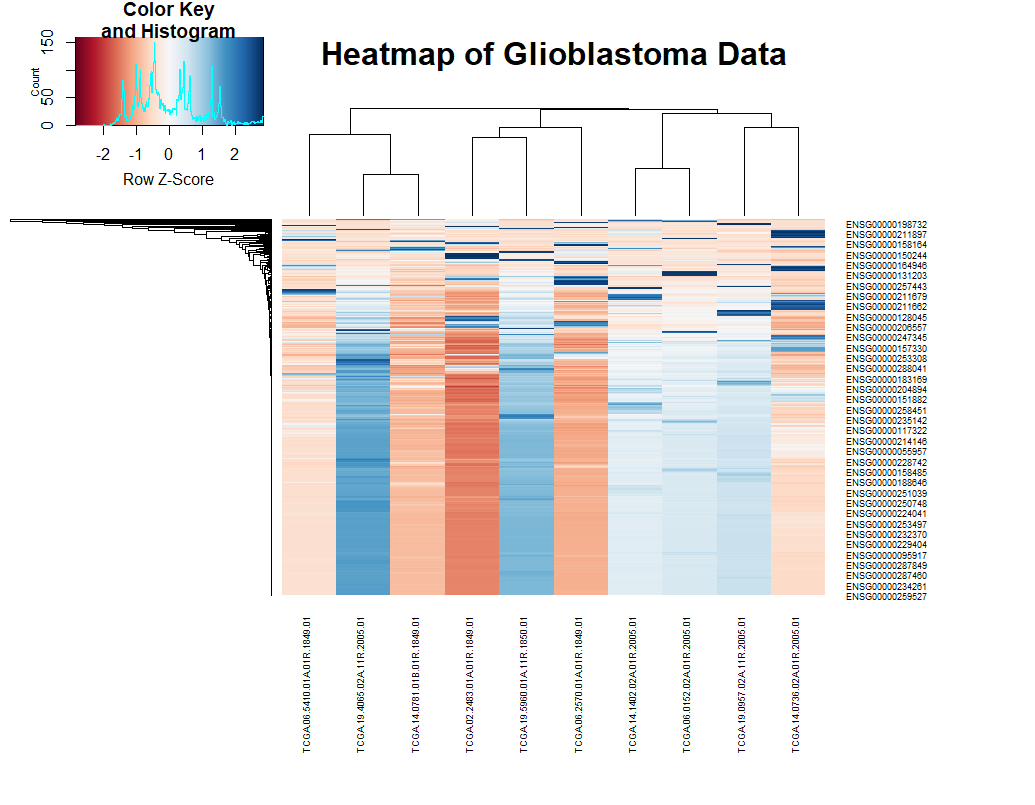 Color Key
and Histogram
Count
0
50
150
-2
-1
0
1
2
Row Z-Score
Heatmap of Glioblastoma Data
ENSG00000198732
ENSG00000211897
ENSG00000158164
ENSG00000150244
ENSG00000164946
ENSG00000131203
ENSG00000257443
ENSG00000211679
ENSG00000211662
ENSG00000128045
ENSG00000206557
ENSG00000247345
ENSG00000157330
ENSG00000253308
ENSG00000288041
ENSG00000183169
ENSG00000204894
ENSG00000151882
ENSG00000258451
ENSG00000235142
ENSG00000117322
ENSG00000214146
ENSG00000055957
ENSG00000228742
ENSG00000158485
ENSG00000188646
ENSG00000251039
ENSG00000250748
ENSG00000224041
ENSG00000253497
ENSG00000232370
ENSG00000229404
ENSG00000095917
ENSG00000287849
ENSG00000287460
ENSG00000234261
ENSG00000259527
TCGA.06.5410.01A.01R.1849.01
TCGA.19.4065.02A.11R.2005.01
TCGA.14.0781.01B.01R.1849.01
TCGA.02.2483.01A.01R.1849.01
TCGA.19.5960.01A.11R.1850.01
TCGA.06.2570.01A.01R.1849.01
TCGA.14.1402.02A.01R.2005.01
TCGA.06.0152.02A.01R.2005.01
TCGA.19.0957.02A.11R.2005.01
TCGA.14.0736.02A.01R.2005.01